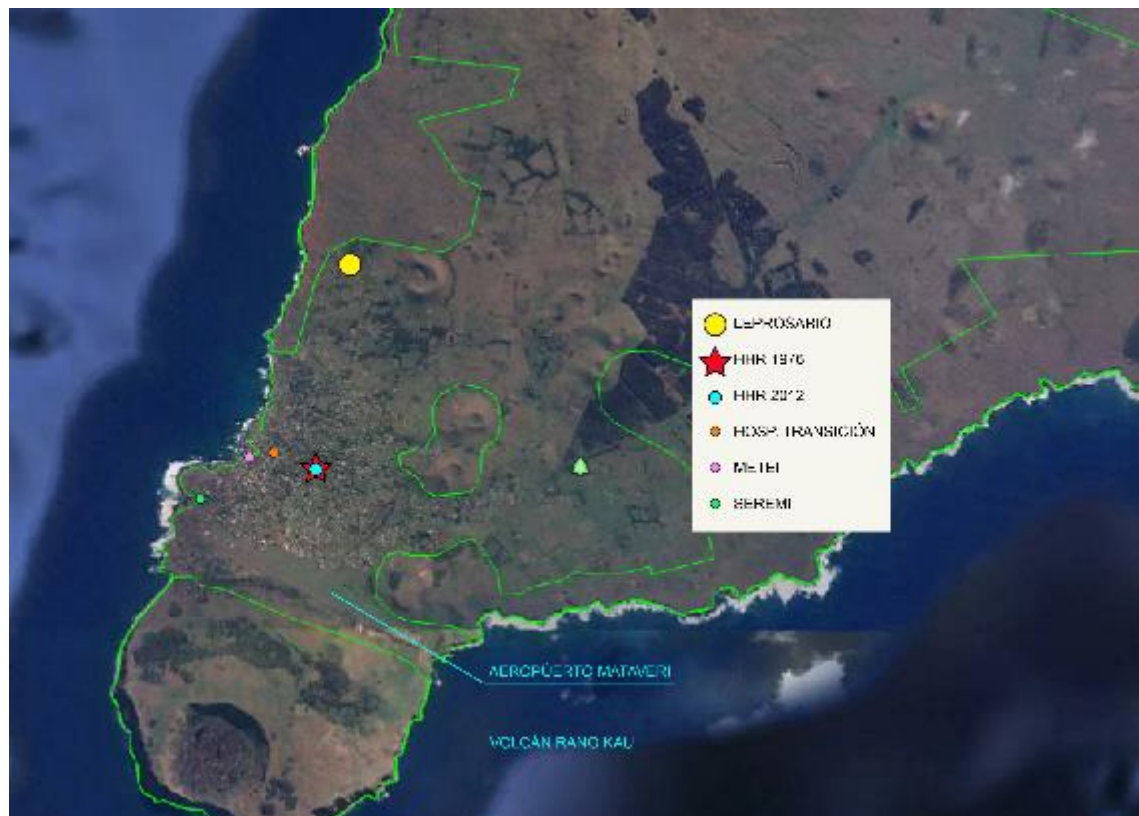 LEPROSARIO
HHR 1976
HHR 2012
HOSP. TRANSICIÓN
METEI
SEREMI
AEROPUERTO MATAVERI
VOLCÁN RANO KAU